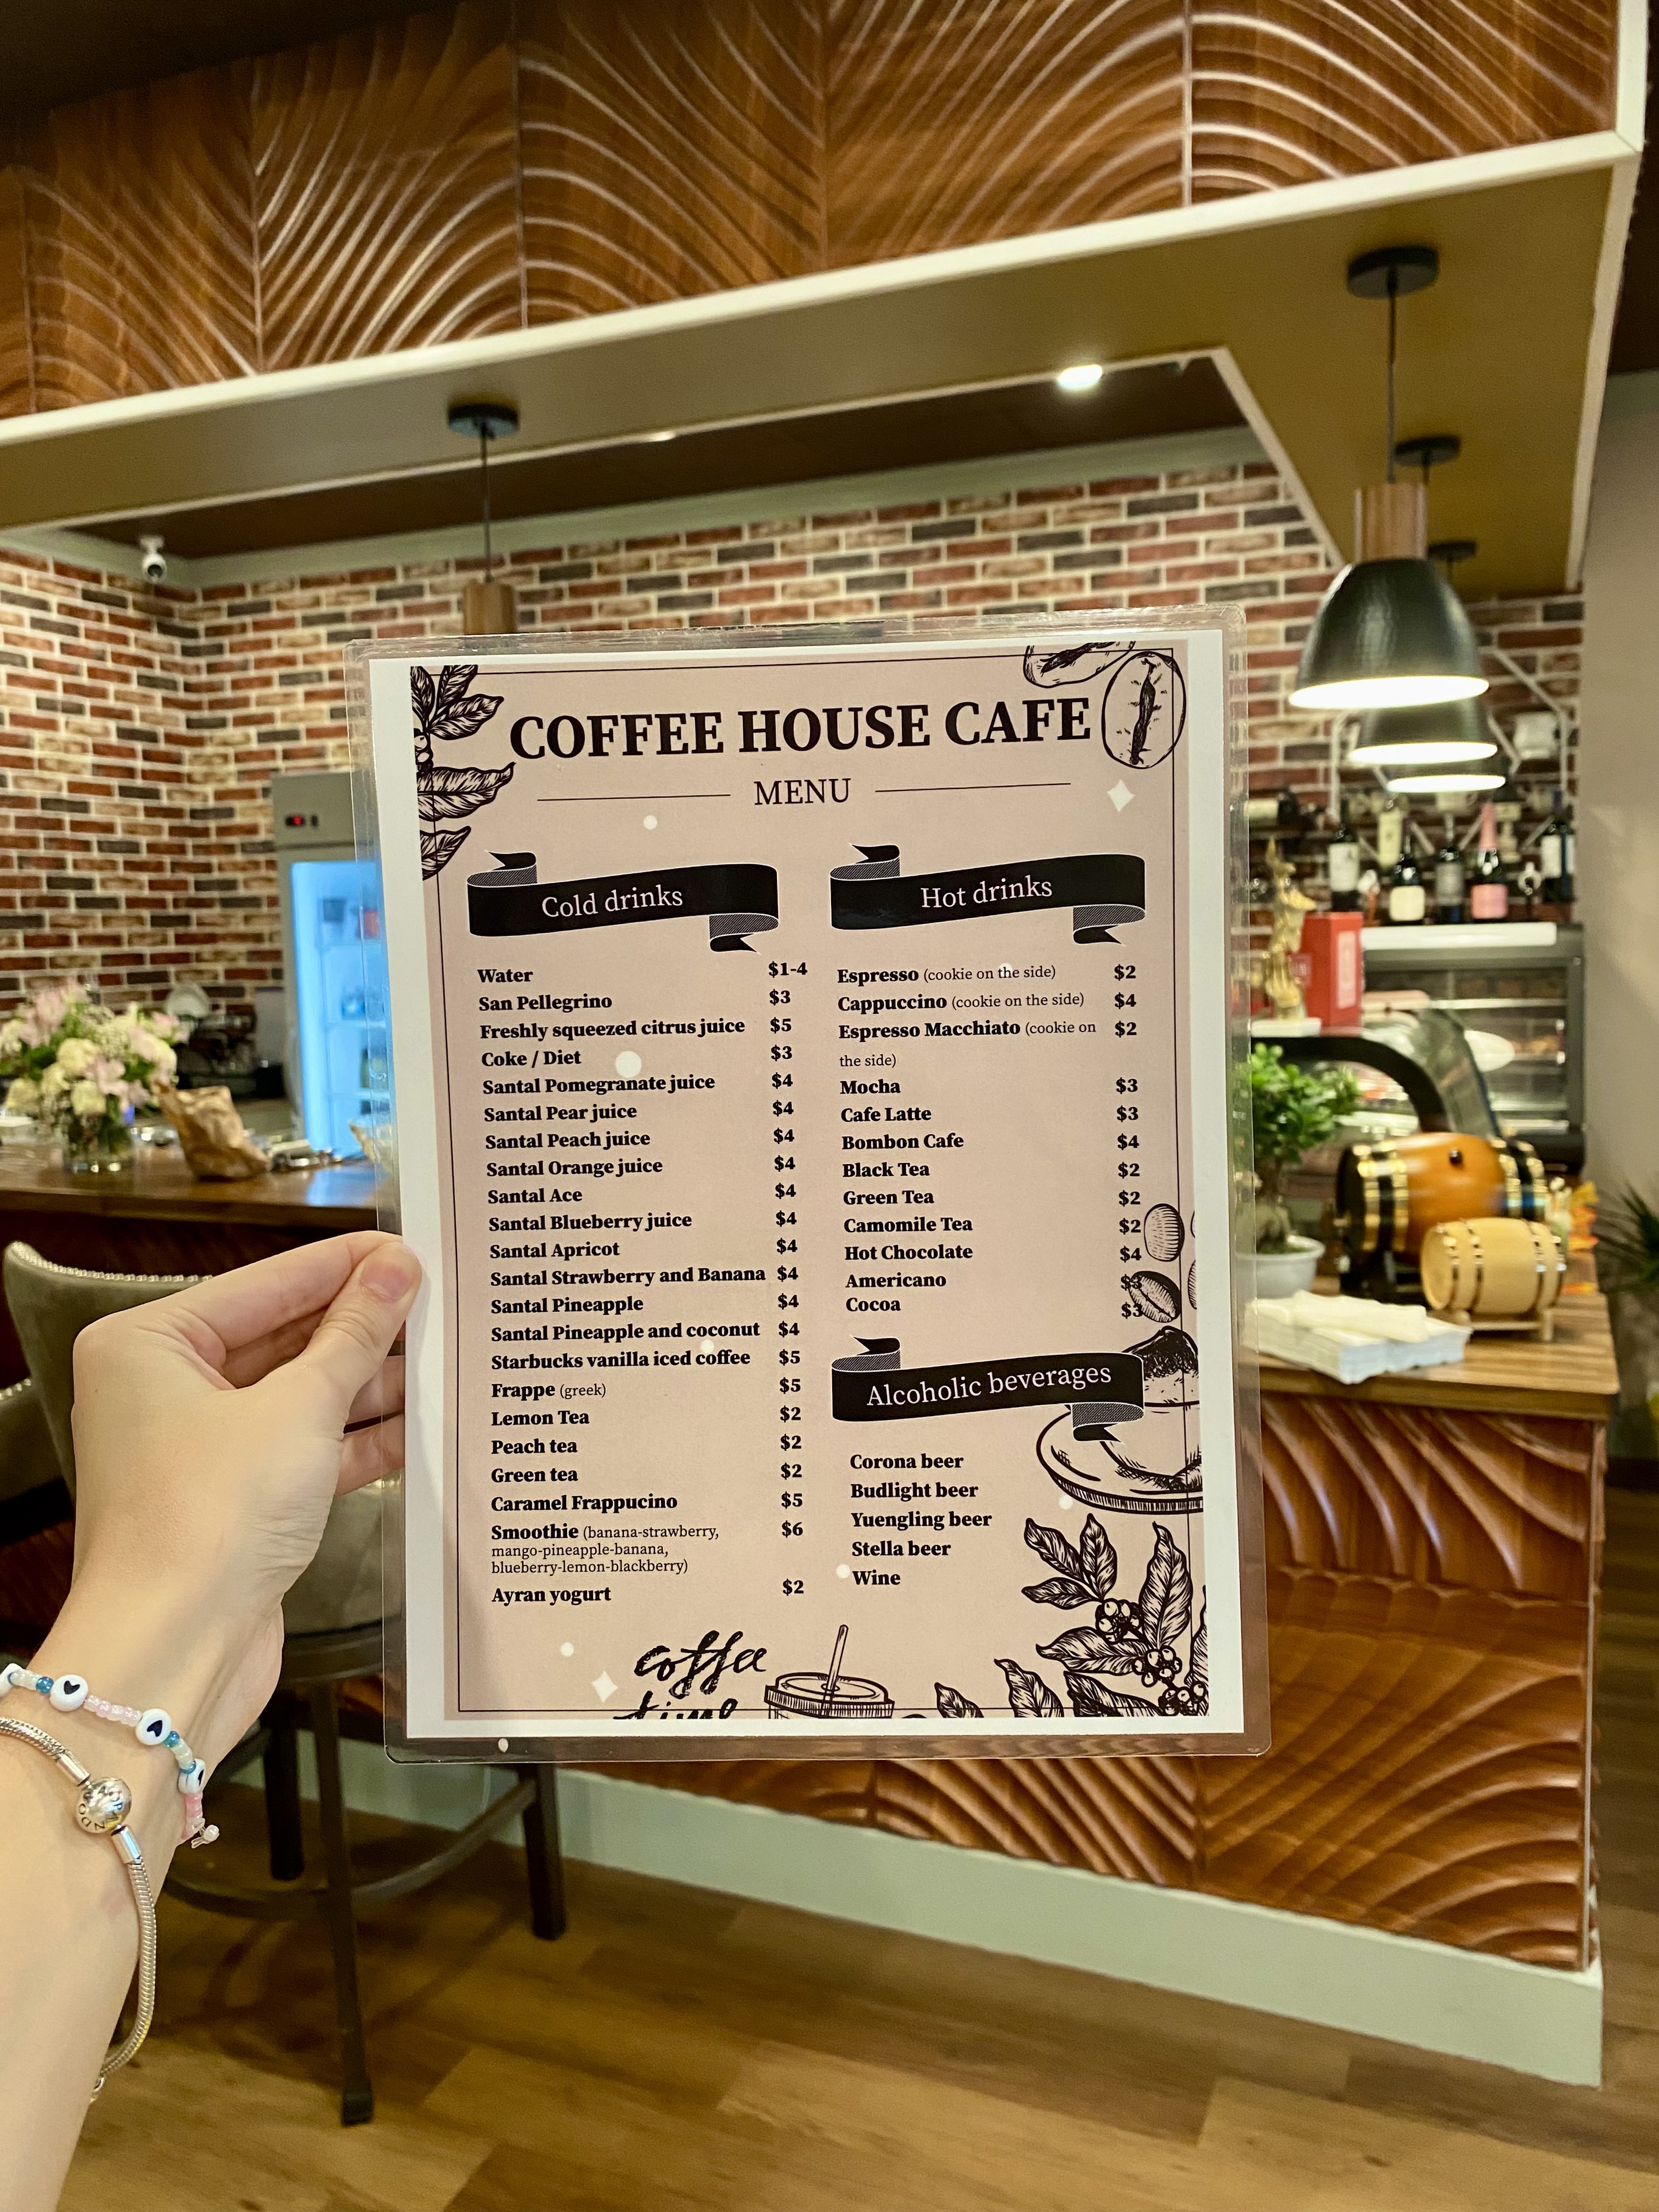 COFFEE HOUSE CAFE
MENU
Cold drinks
Water $1-4
San Pellegrino $3
Freshly squeezed citrus juice $5
Coke / Diet $3
Santal Pomegranate juice $4
Santal Pear juice $4
Santal Peach juice $4
Santal Orange juice $4
Santal Ace $4
Santal Blueberry juice $4
Santal Apricot $4
Santal Strawberry and Banana $4
Santal Pineapple $4
Santal Pineapple and coconut $4
Starbucks vanilla iced coffee $5
Frappe (greek) $5
Lemon Tea $2
Peach tea $2
Green tea $2
Caramel Frappucino $5
Smoothie (banana-strawberry, $6
mango-pineapple-banana,
blueberry-lemon-blackberry)
Ayran yogurt $2
Hot drinks
Espresso (cookie on the side) $2
Cappuccino (cookie on the side) $4
Espresso Macchiato (cookie on $2
the side)
Mocha $3
Cafe Latte $3
Bombon Cafe $4
Black Tea $2
Green Tea $2
Camomile Tea $2
Hot Chocolate $4
Americano $3
Cocoa $3
Alcoholic beverages
Corona beer
Budlight beer
Yuengling beer
Stella beer
Wine
coffee
time